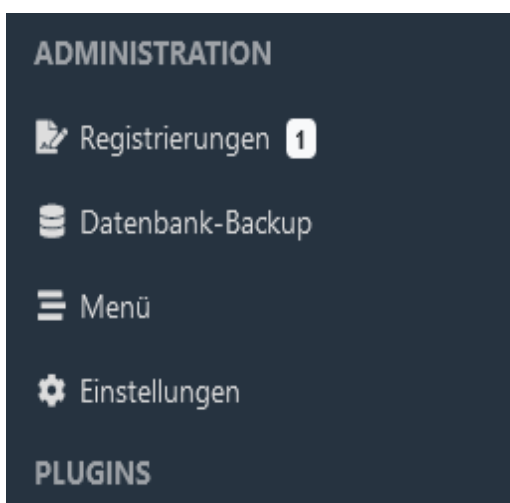 ADMINISTRATION
Registrierungen 1
Datenbank-Backup
Menü
Einstellungen
PLUGINS